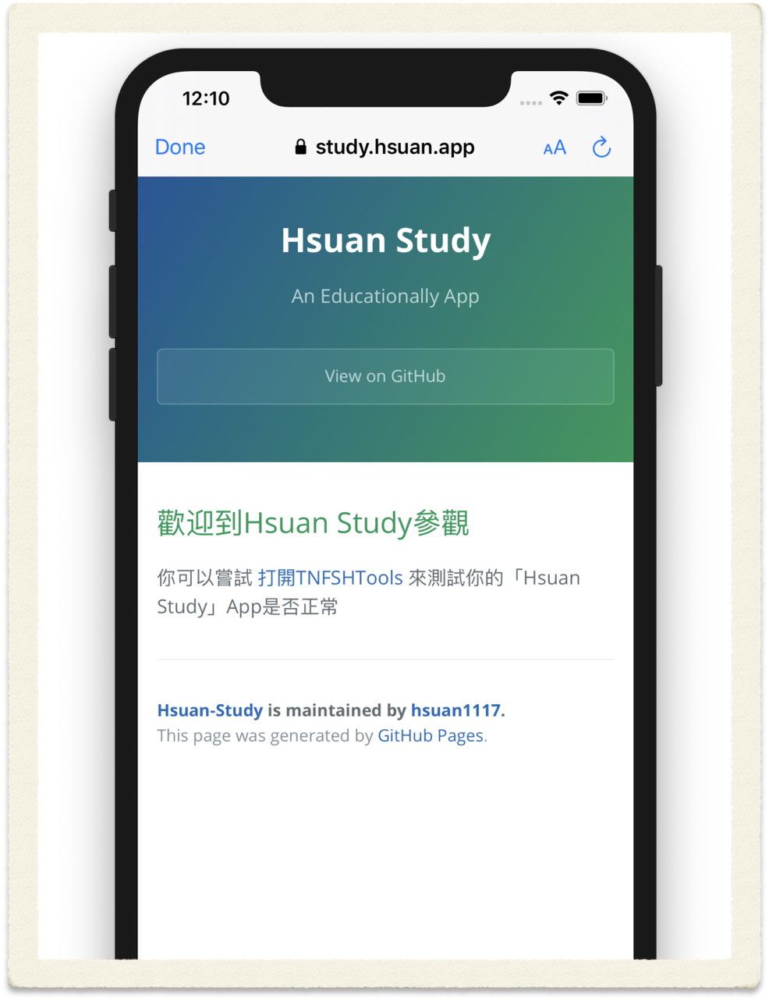 12:10
Done
study.hsuan.app
AA
Hsuan Study
An Educationally App
View on GitHub
歡迎到Hsuan Study參觀
你可以嘗試 打開TNFSHTools 來測試你的「Hsuan
Study」App是否正常
Hsuan-Study is maintained by hsuan1117.
This page was generated by GitHub Pages.